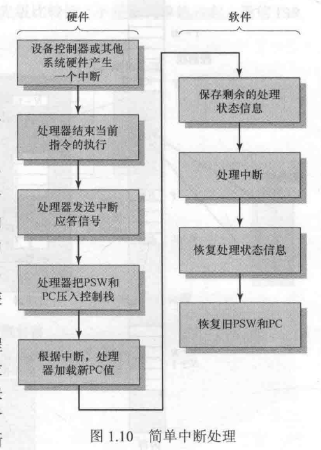 硬件
设备控制器或其他
系统硬件产生
一个中断
处理器结束当前
指令的执行
处理器发送中断
应答信号
处理器把PSW和
PC压入控制栈
根据中断，处理
器加载新PC值
软件
保存剩余的处理
状态信息
处理中断
恢复处理状态信息
恢复旧PSW和PC
图 1.10 简单中断处理